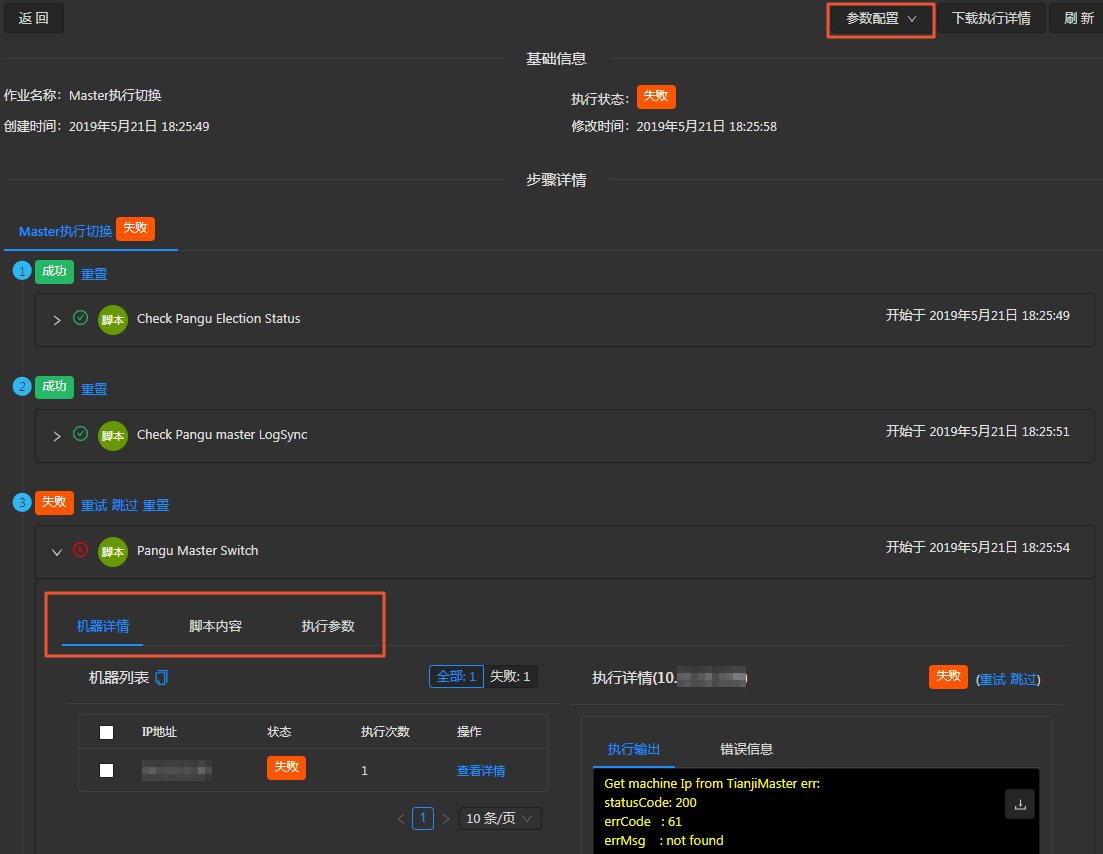 返 回
参数配置
下载执行详情
刷 新
基础信息
作业名称：Master执行切换
执行状态：失败
创建时间：2019年5月21日 18:25:49
修改时间：2019年5月21日 18:25:58
步骤详情
Master执行切换 失败
1 成功 重置
脚本 Check Pangu Election Status
开始于 2019年5月21日 18:25:49
2 成功 重置
脚本 Check Pangu master LogSync
开始于 2019年5月21日 18:25:51
3 失败 重试 跳过 重置
脚本 Pangu Master Switch
开始于 2019年5月21日 18:25:54
机器详情 脚本内容 执行参数
机器列表
全部: 1 失败: 1
IP地址 状态 执行次数 操作
失败 1 查看详情
1 10 条/页
执行详情(10. )
失败 (重试 跳过)
执行输出 错误信息
Get machine Ip from TianjiMaster err:
statusCode: 200
errCode : 61
errMsg : not found